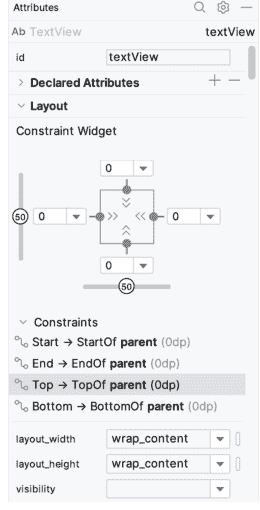 Attributes
Ab TextView textView
id textView
Declared Attributes
Layout
Constraint Widget
0
50 0 0
0
50
Constraints
Start → StartOf parent (0dp)
End → EndOf parent (0dp)
Top → TopOf parent (0dp)
Bottom → BottomOf parent (0dp)
layout_width wrap_content
layout_height wrap_content
visibility